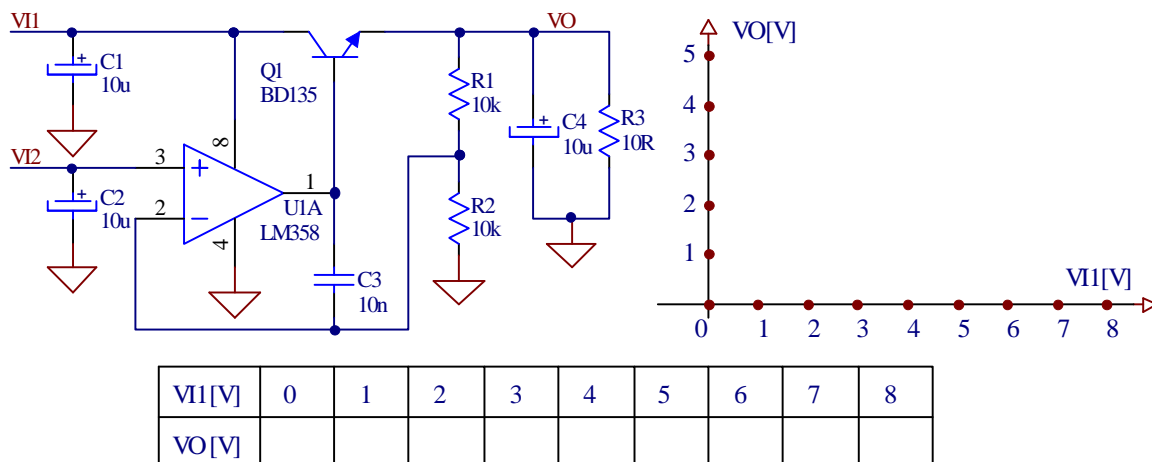 VI1
VO
VO[V]
C1
10u
Q1
BD135
R1
10k
C4
10u
R3
10R
8
VI2
3
1
2
4
U1A
LM358
C2
10u
R2
10k
C3
10n
5
4
3
2
1
VI1[V]
0 1 2 3 4 5 6 7 8
VI1[V] 0 1 2 3 4 5 6 7 8
VO[V]